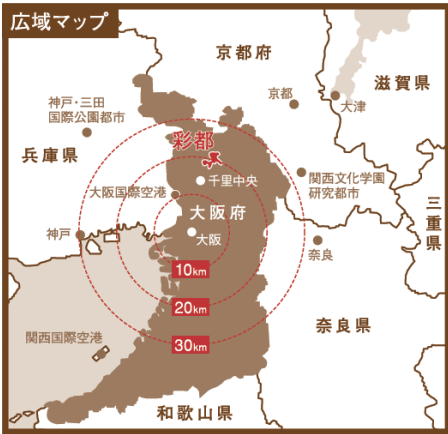 広域マップ
京都府
滋賀県
京都
大津
神戸・三田
国際公園都市
兵庫県
彩都
千里中央
大阪国際空港
関西文化学園
研究都市
大阪府
三重県
神戸
大阪
奈良
10km
20km
30km
関西国際空港
奈良県
和歌山県